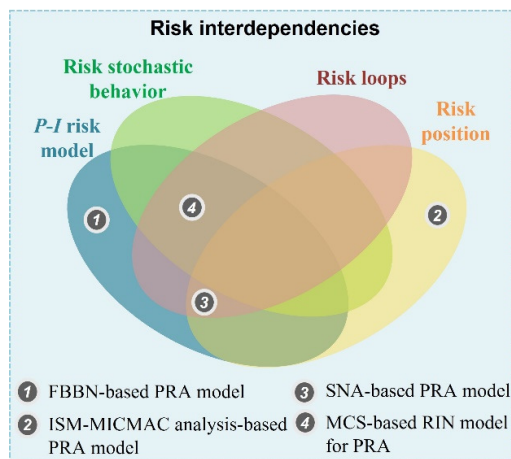 Risk interdependencies
Risk stochastic
behavior
Risk loops
P-I risk
model
Risk
position
1
2
3
4
1 FBBN-based PRA model
2 ISM-MICMAC analysis-based
PRA model
3 SNA-based PRA model
4 MCS-based RIN model
for PRA